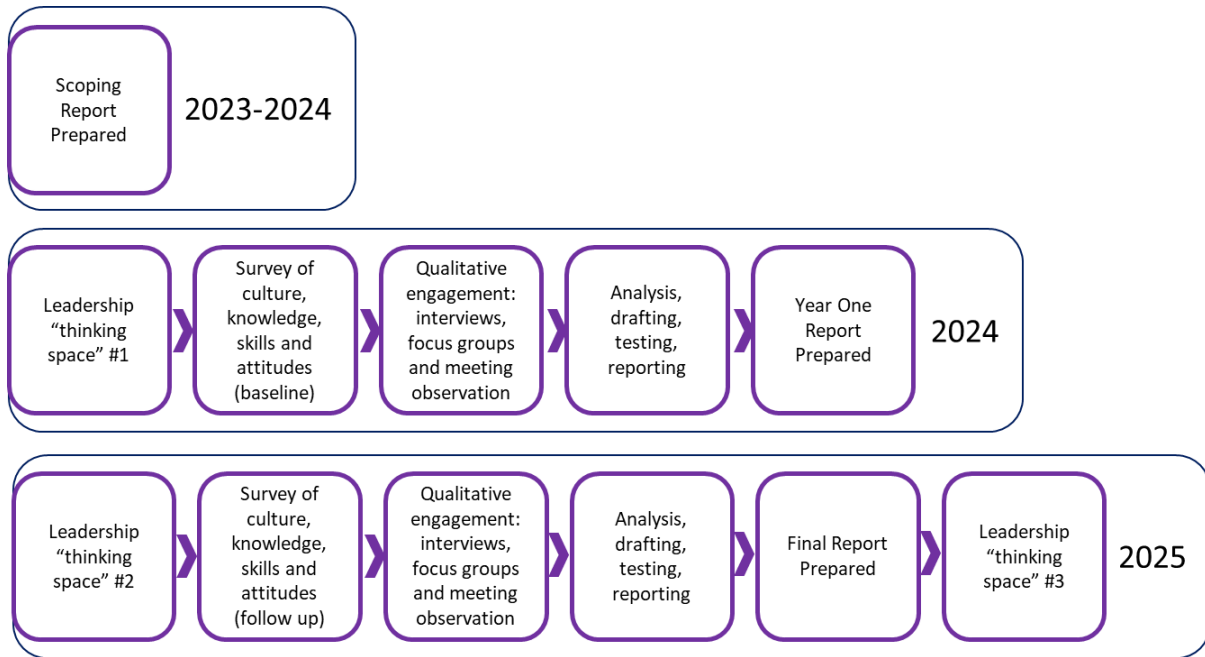 Scoping
Report
Prepared
2023-2024
Leadership
“thinking
space” #1
Survey of
culture,
knowledge,
skills and
attitudes
(baseline)
Qualitative
engagement:
interviews,
focus groups
and meeting
observation
Analysis,
drafting,
testing,
reporting
Year One
Report
Prepared
2024
Leadership
“thinking
space” #2
Survey of
culture,
knowledge,
skills and
attitudes
(follow up)
Qualitative
engagement:
interviews,
focus groups
and meeting
observation
Analysis,
drafting,
testing,
reporting
Final Report
Prepared
Leadership
“thinking
space” #3
2025